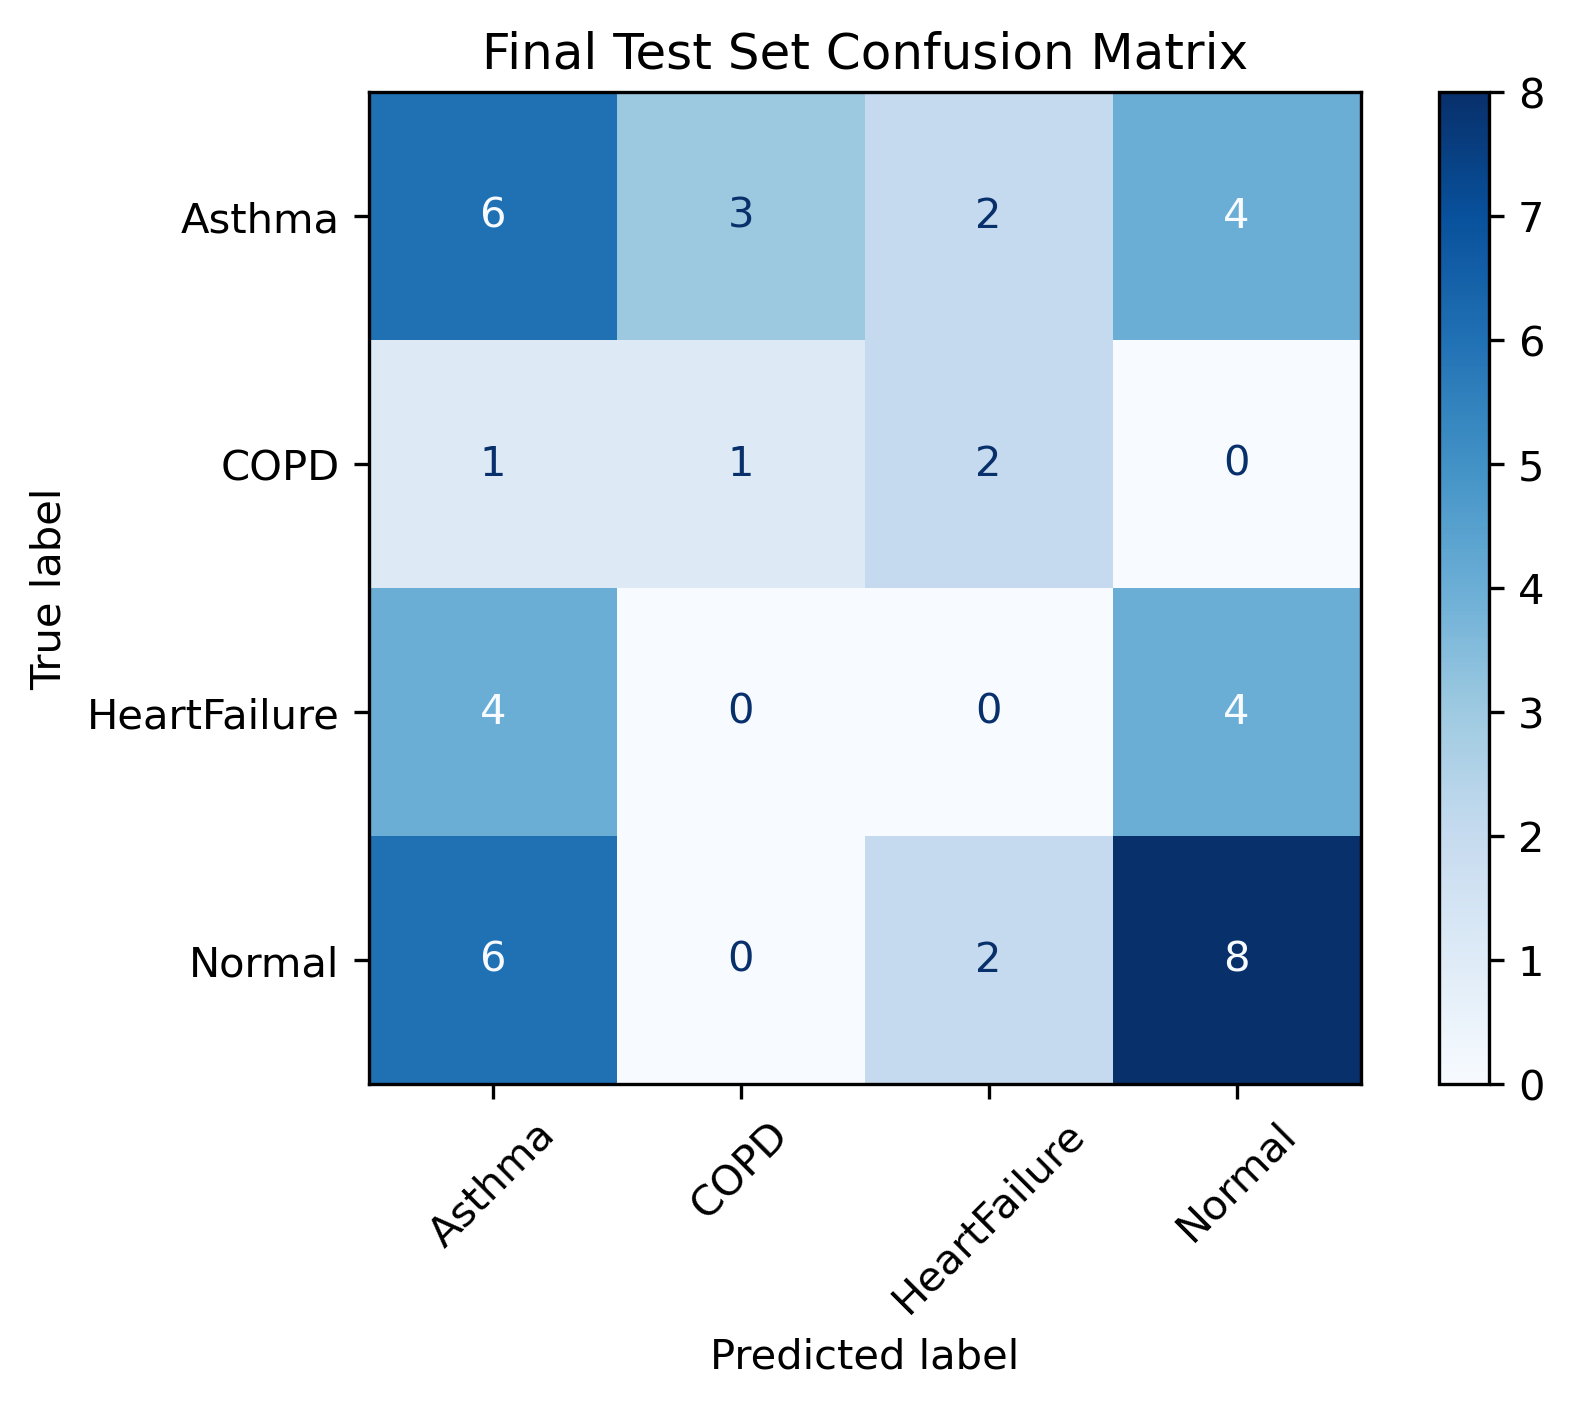 Final Test Set Confusion Matrix
True label
Asthma 6 3 2 4
COPD 1 1 2 0
HeartFailure 4 0 0 4
Normal 6 0 2 8
Asthma COPD HeartFailure Normal
Predicted label
8
7
6
5
4
3
2
1
0